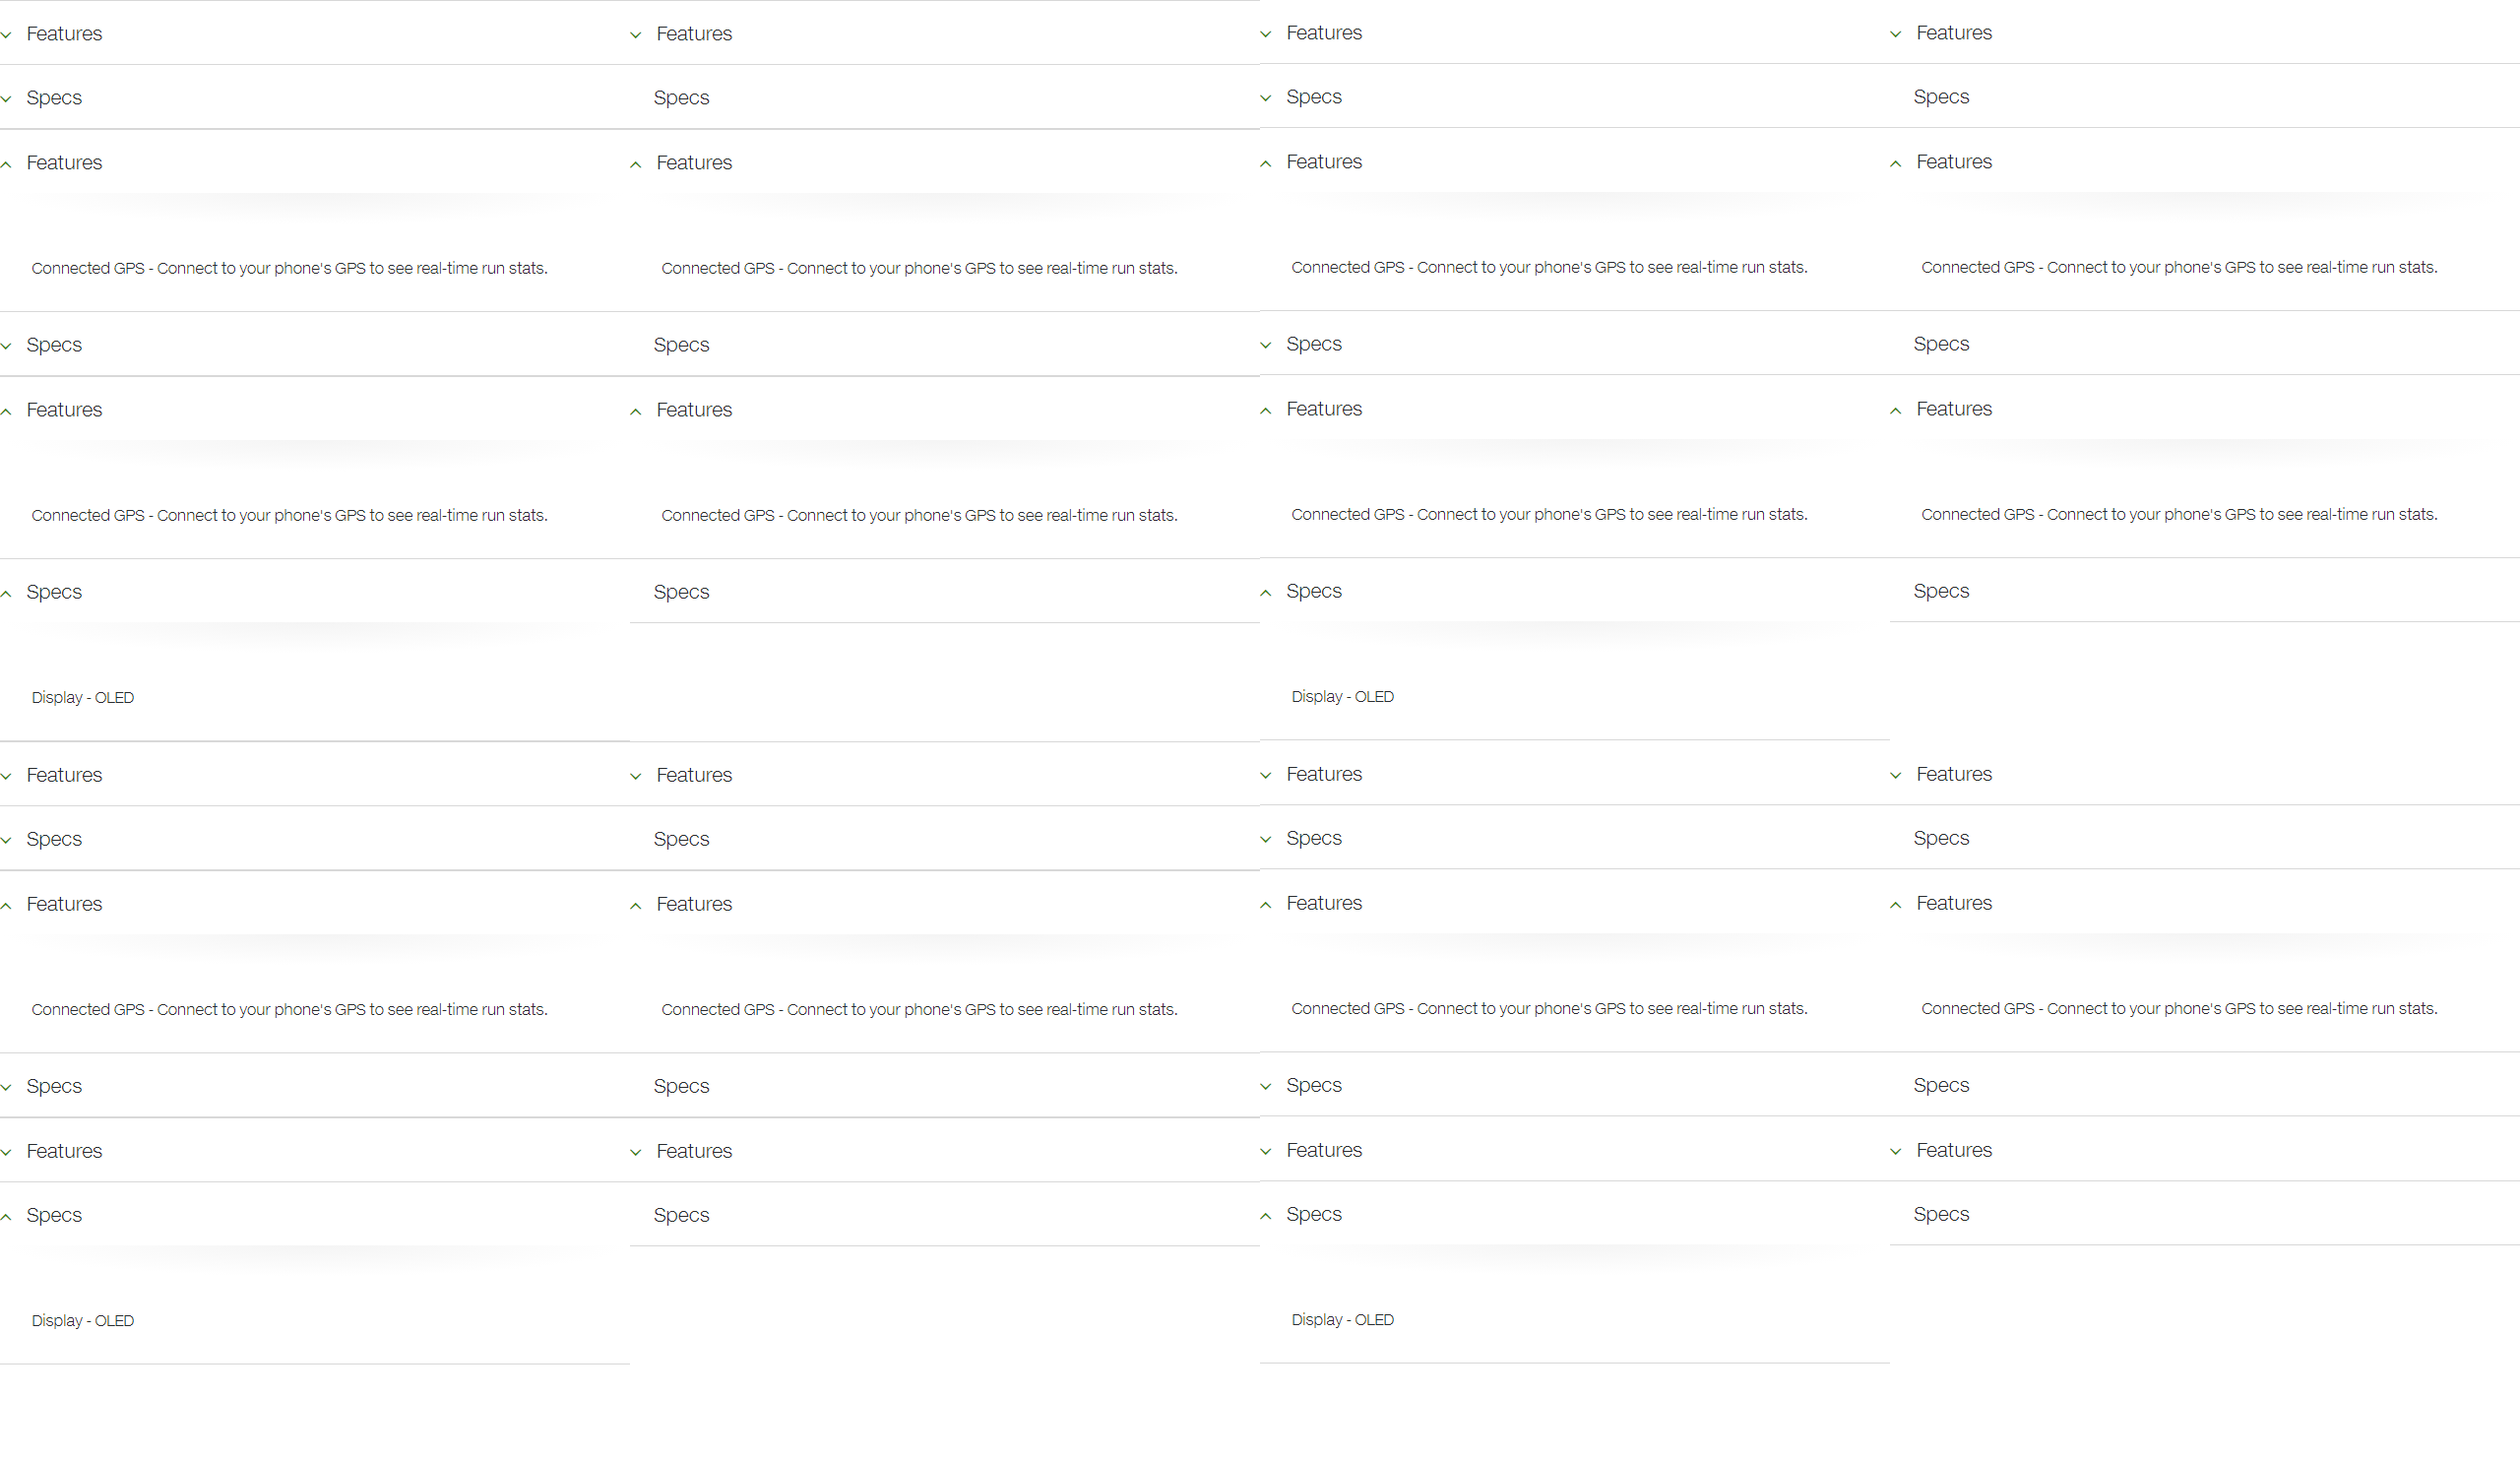 Features Features Features Features
Specs Specs Specs Specs
Features Features Features Features
Connected GPS - Connect to your phone's GPS to see real-time run stats. Connected GPS - Connect to your phone's GPS to see real-time run stats. Connected GPS - Connect to your phone's GPS to see real-time run stats. Connected GPS - Connect to your phone's GPS to see real-time run stats.
Specs Specs Specs Specs
Features Features Features Features
Connected GPS - Connect to your phone's GPS to see real-time run stats. Connected GPS - Connect to your phone's GPS to see real-time run stats. Connected GPS - Connect to your phone's GPS to see real-time run stats. Connected GPS - Connect to your phone's GPS to see real-time run stats.
Specs Specs Specs Specs
Display - OLED Display - OLED
Features Features Features Features
Specs Specs Specs Specs
Features Features Features Features
Connected GPS - Connect to your phone's GPS to see real-time run stats. Connected GPS - Connect to your phone's GPS to see real-time run stats. Connected GPS - Connect to your phone's GPS to see real-time run stats. Connected GPS - Connect to your phone's GPS to see real-time run stats.
Specs Specs Specs Specs
Features Features Features Features
Specs Specs Specs Specs
Display - OLED Display - OLED